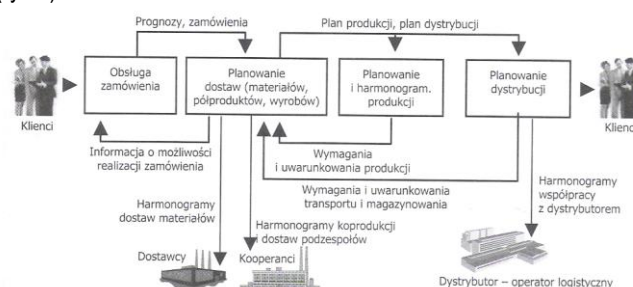 Prognozy, zamówienia
Plan produkcji, plan dystrybucji
Obsługa
zamówienia
Planowanie
dostaw (materiałów,
półproduktów, wyrobów)
Planowanie
i harmonogram.
produkcji
Planowanie
dystrybucji
Klienci
Klienci
Informacja o możliwości
realizacji zamówienia
Wymagania
i uwarunkowania produkcji
Wymagania i uwarunkowania
transportu i magazynowania
Harmonogramy
dostaw materiałów
Harmonogramy koprodukcji
i dostaw podzespołów
Harmonogramy
współpracy
z dystrybutorem
Dostawcy
Kooperanci
Dystrybutor – operator logistyczny